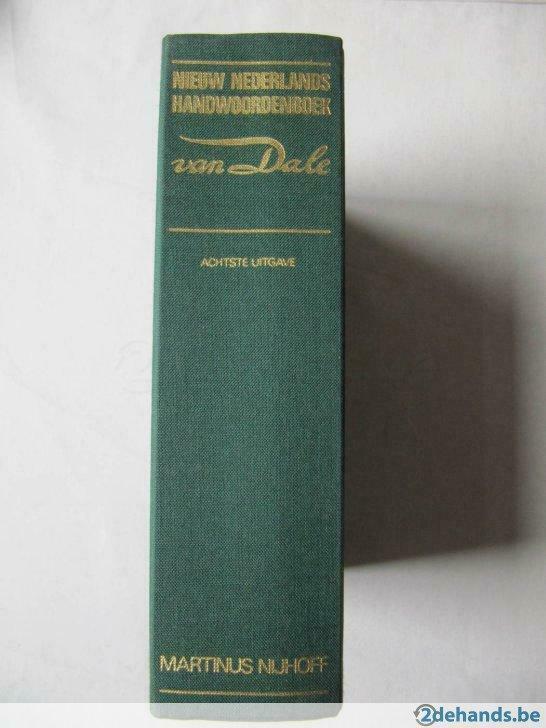 NIEUW NEDERLANDS
HANDWOORDENBOEK
van Dale
ACHTSTE UITGAVE
MARTINUS NIJHOFF
2dehands.be